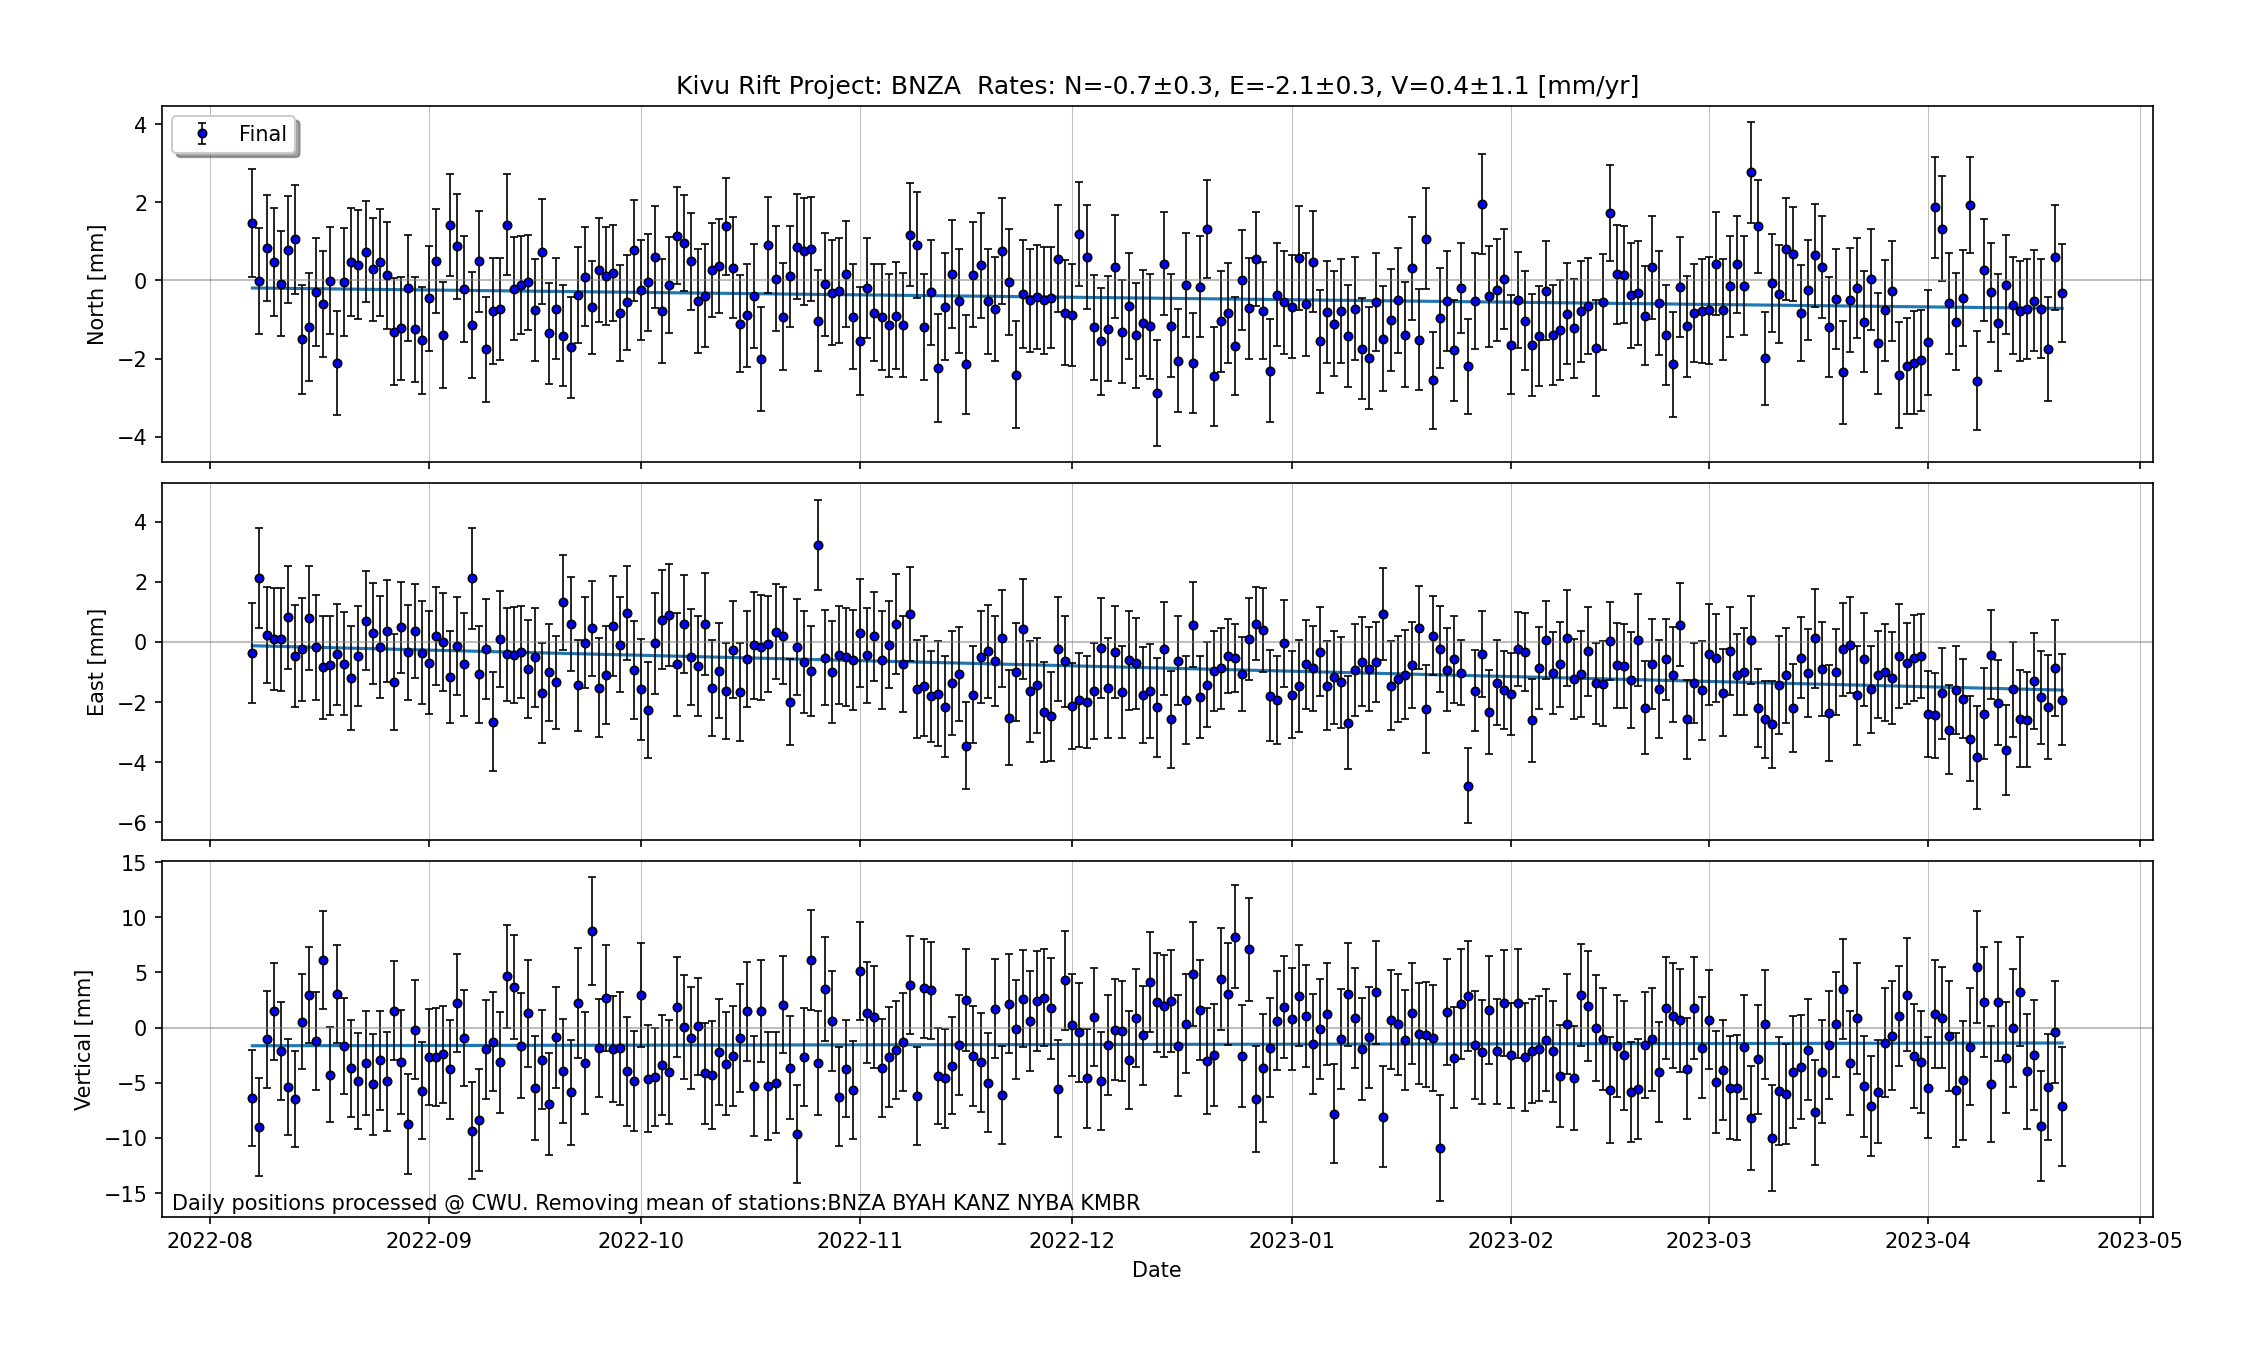 Kivu Rift Project: BNZA  Rates: N=-0.7±0.3, E=-2.1±0.3, V=0.4±1.1 [mm/yr]
Final
North [mm]
4
2
0
−2
−4
East [mm]
4
2
0
−2
−4
−6
Vertical [mm]
15
10
5
0
−5
−10
−15
Daily positions processed @ CWU. Removing mean of stations:BNZA BYAH KANZ NYBA KMBR
2022-08 2022-09 2022-10 2022-11 2022-12 2023-01 2023-02 2023-03 2023-04 2023-05
Date